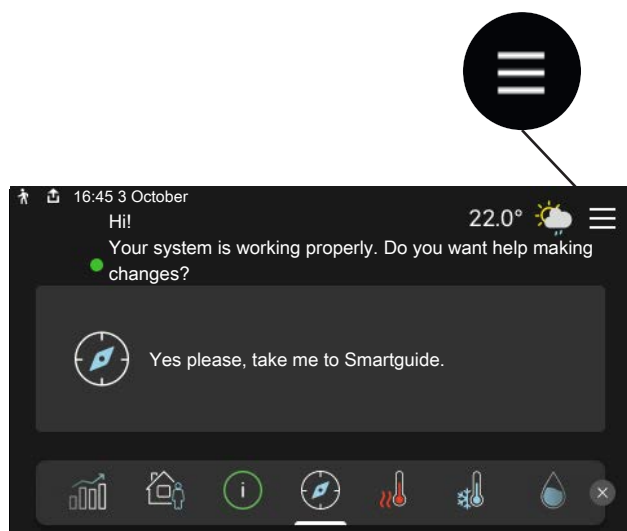 16:45 3 October
22.0°
Hi!
Your system is working properly. Do you want help making
changes?
Yes please, take me to Smartguide.
i